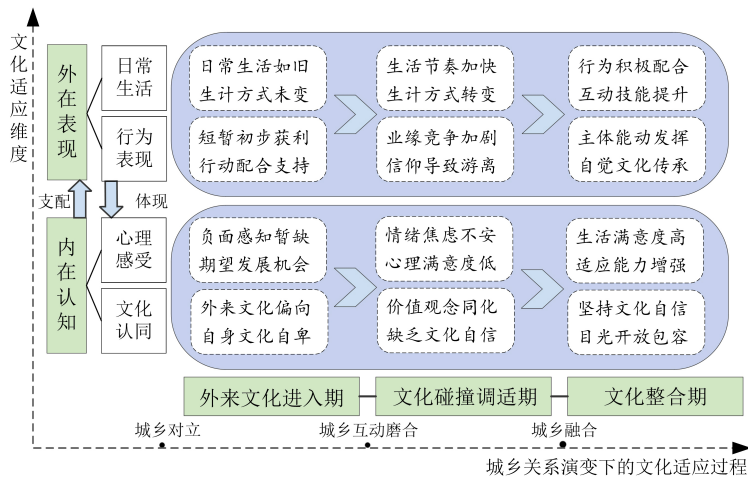 文化适应维度
外在表现
日常
生活
行为
表现
日常生活如旧
生计方式未变
生活节奏加快
生计方式转变
行为积极配合
互动技能提升
短暂初步获利
行动配合支持
业缘竞争加剧
信仰导致游离
主体能动发挥
自觉文化传承
支配
体现
内在认知
心理
感受
文化
认同
负面感知暂缺
期望发展机会
情绪焦虑不安
心理满意度低
生活满意度高
适应能力增强
外来文化偏向
自身文化自卑
价值观念同化
缺乏文化自信
坚持文化自信
目光开放包容
外来文化进入期
文化碰撞调适期
文化整合期
城乡对立
城乡互动磨合
城乡融合
城乡关系演变下的文化适应过程